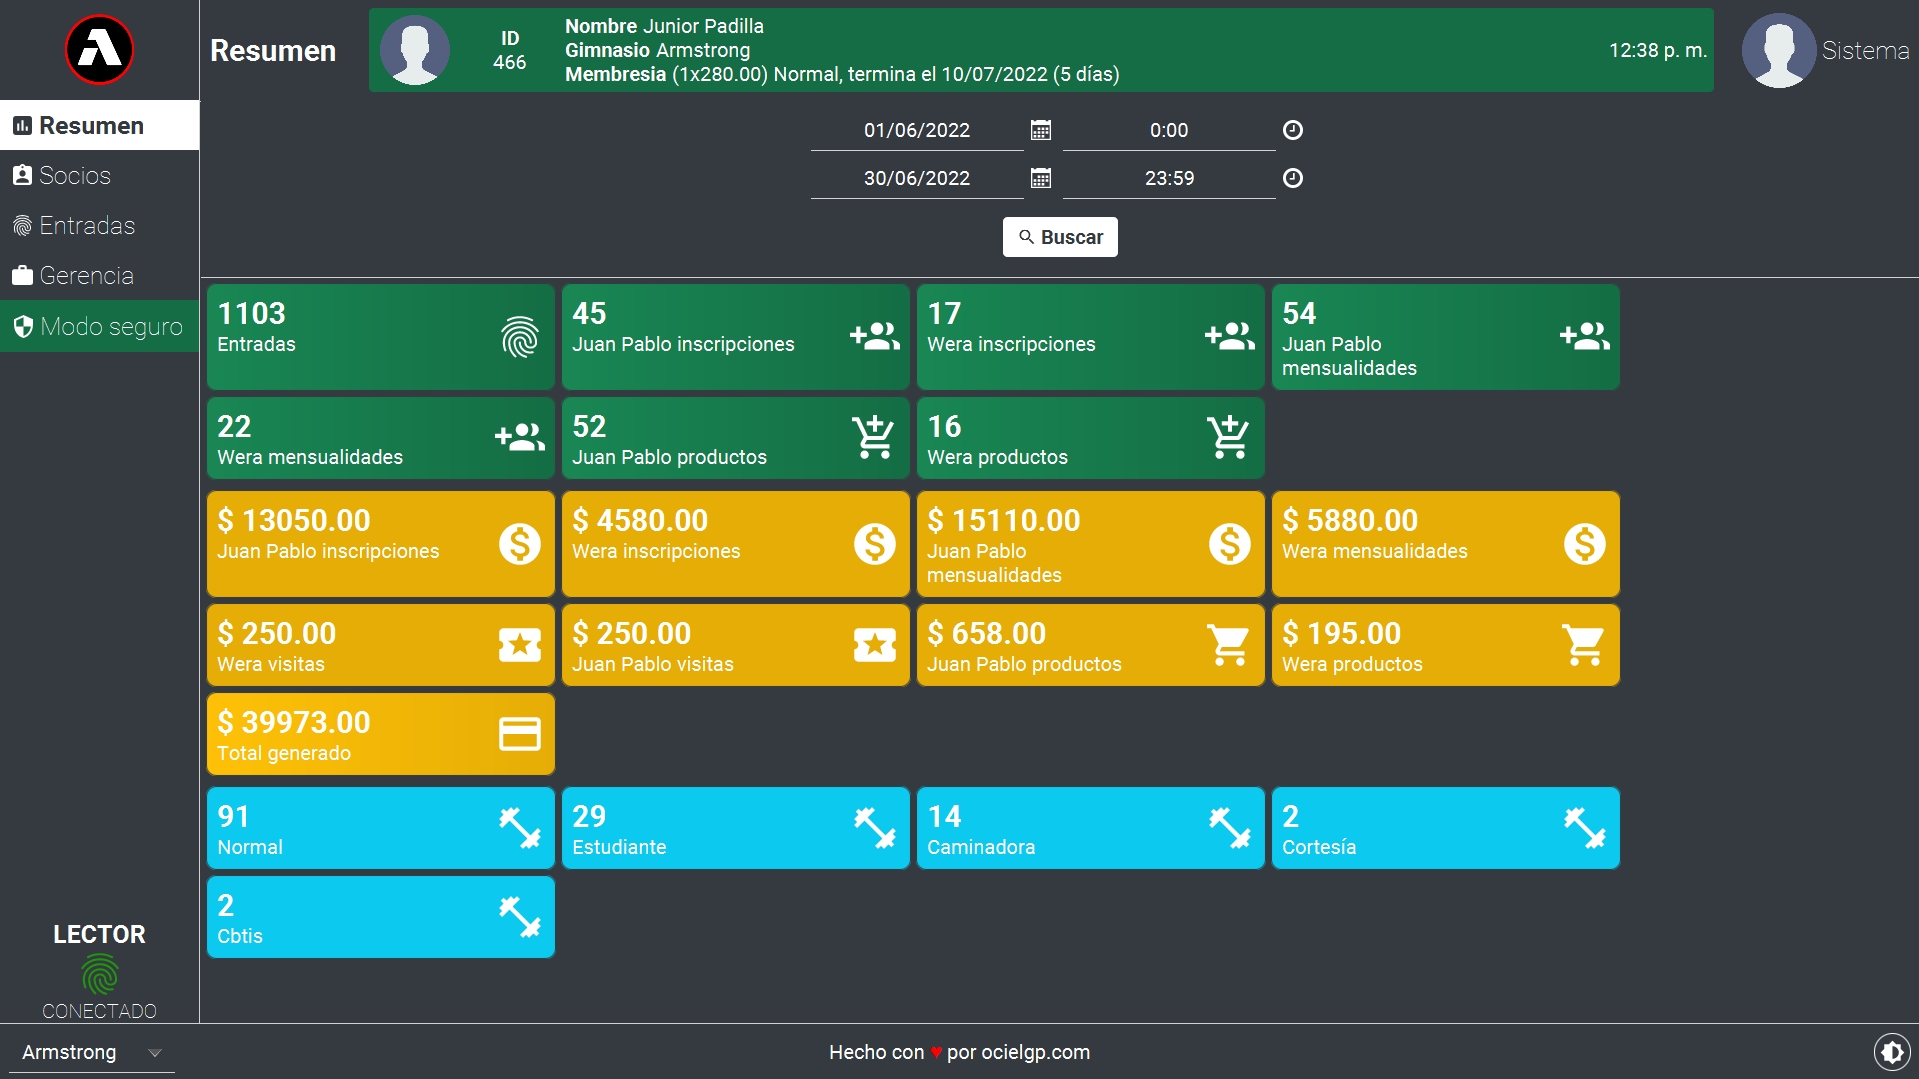 Resumen
ID
466
Nombre Junior Padilla
Gimnasio Armstrong
Membresia (1x280.00) Normal, termina el 10/07/2022 (5 días)
12:38 p. m.
Sistema
Resumen
Socios
Entradas
Gerencia
Modo seguro
01/06/2022
0:00
30/06/2022
23:59
Buscar
1103
Entradas
45
Juan Pablo inscripciones
17
Wera inscripciones
54
Juan Pablo
mensualidades
22
Wera mensualidades
52
Juan Pablo productos
16
Wera productos
$ 13050.00
Juan Pablo inscripciones
$ 4580.00
Wera inscripciones
$ 15110.00
Juan Pablo
mensualidades
$ 5880.00
Wera mensualidades
$ 250.00
Wera visitas
$ 250.00
Juan Pablo visitas
$ 658.00
Juan Pablo productos
$ 195.00
Wera productos
$ 39973.00
Total generado
91
Normal
29
Estudiante
14
Caminadora
2
Cortesía
2
Cbtis
LECTOR
CONECTADO
Armstrong
Hecho con ♥ por ocielgp.com